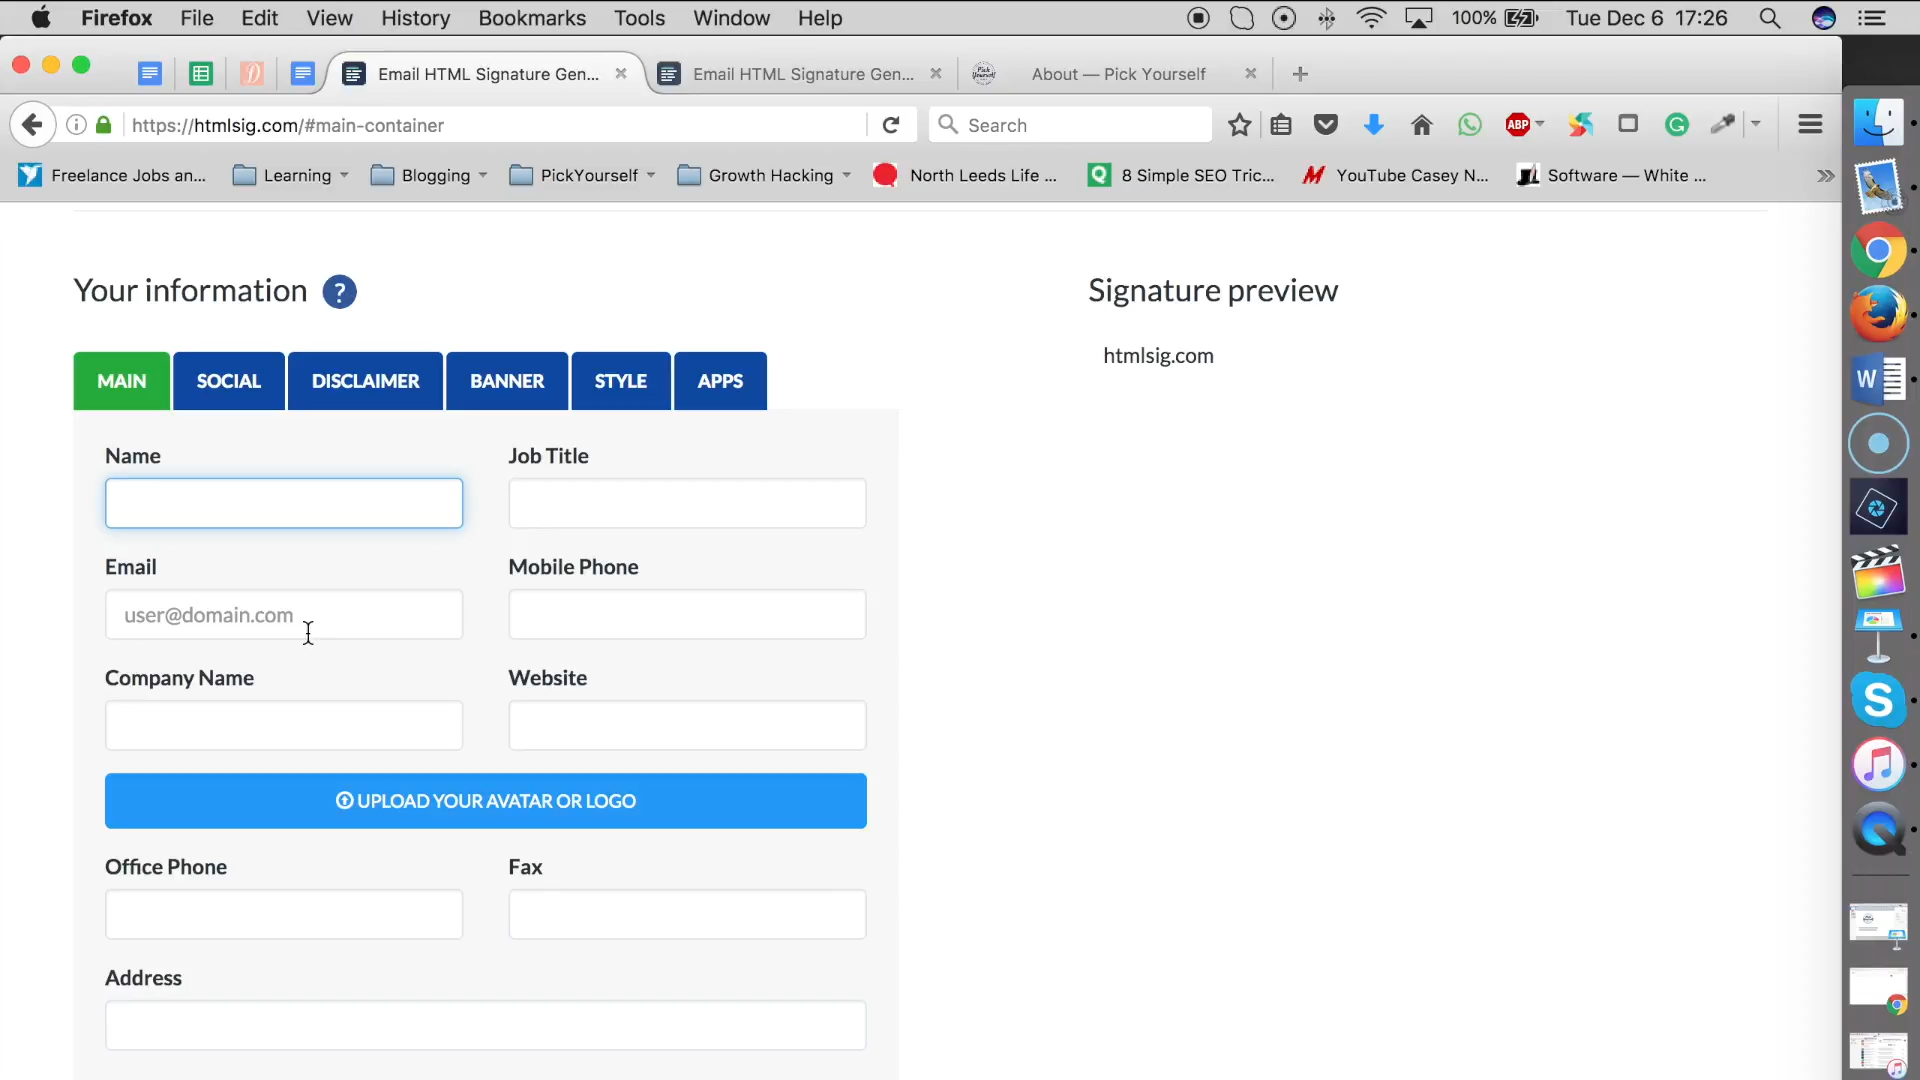 Firefox File Edit View History Bookmarks Tools Window Help 100% Tue Dec 6 17:26
Email HTML Signature Gen... Email HTML Signature Gen... About — Pick Yourself
https://htmlsig.com/#main-container Search ABP
Freelance Jobs an... Learning Blogging PickYourself Growth Hacking North Leeds Life ... 8 Simple SEO Tric... YouTube Casey N... Software — White ...
Your information ? Signature preview
htmlsig.com
MAIN SOCIAL DISCLAIMER BANNER STYLE APPS
Name Job Title
Email Mobile Phone
user@domain.com
Company Name Website
UPLOAD YOUR AVATAR OR LOGO
Office Phone Fax
Address